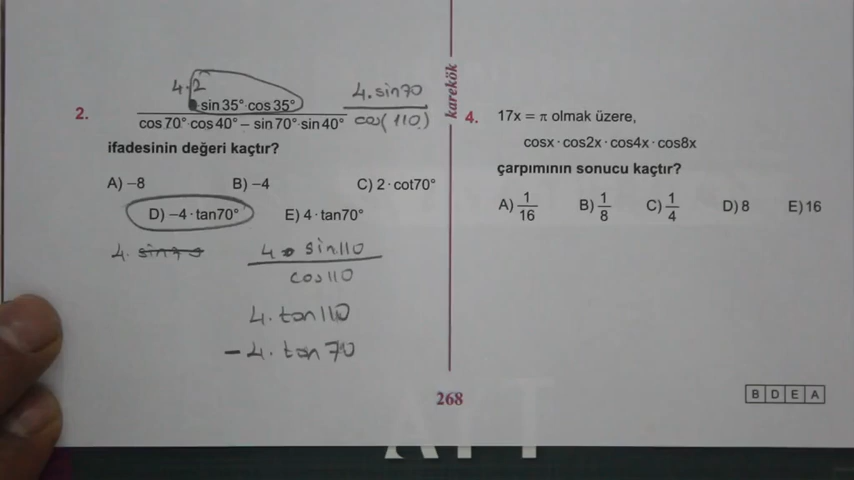 2.
4.2
sin 35°·cos 35°
cos 70°·cos 40° – sin 70°·sin 40°
4.sin70
cos(110)
ifadesinin değeri kaçtır?
A) –8 B) –4 C) 2·cot70°
D) –4·tan70° E) 4·tan70°
4. sin70
4 sin110
cos110
4.tan110
-4.tan70
karekök
4. 17x = π olmak üzere,
cosx·cos2x·cos4x·cos8x
çarpımının sonucu kaçtır?
A) 1/16 B) 1/8 C) 1/4 D) 8 E) 16
268
B D E A
AYT